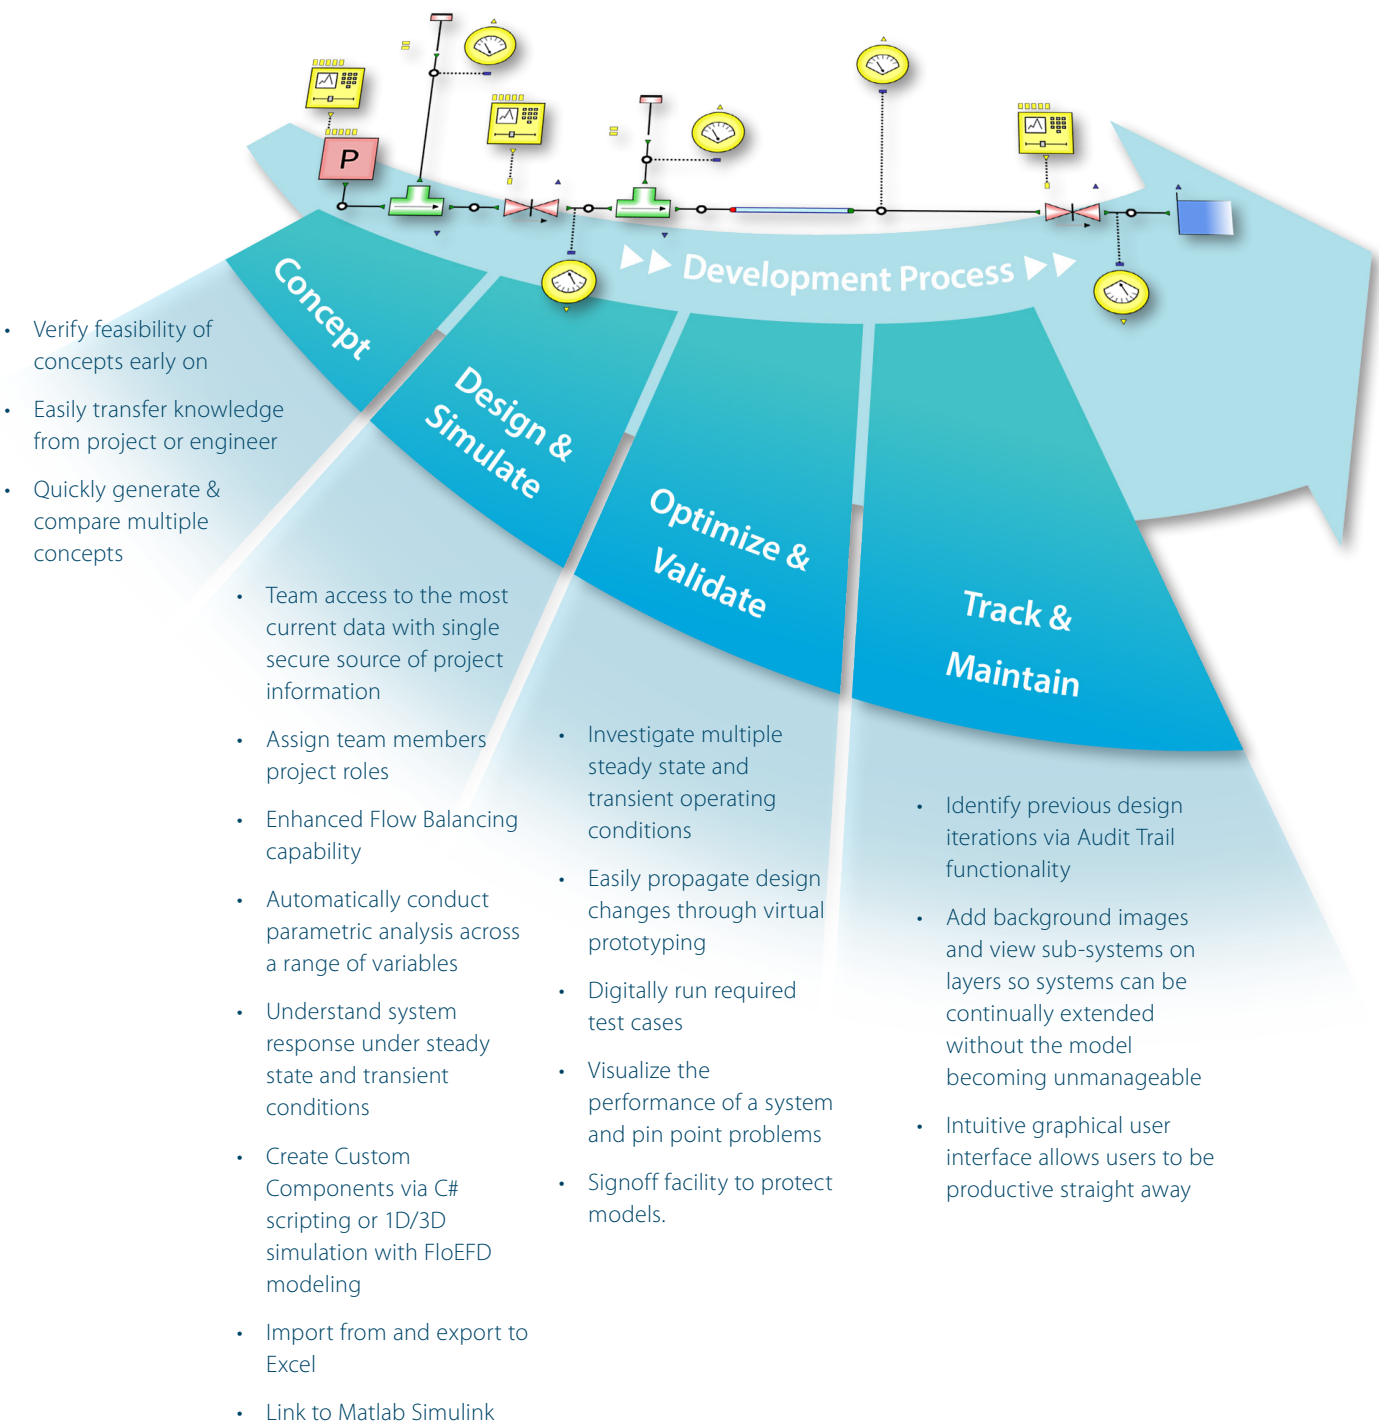 P
Development Process
Concept
Design &
Simulate
Optimize &
Validate
Track &
Maintain
• Verify feasibility of
concepts early on
• Easily transfer knowledge
from project or engineer
• Quickly generate &
compare multiple
concepts
• Team access to the most
current data with single
secure source of project
information
• Assign team members
project roles
• Enhanced Flow Balancing
capability
• Automatically conduct
parametric analysis across
a range of variables
• Understand system
response under steady
state and transient
conditions
• Create Custom
Components via C#
scripting or 1D/3D
simulation with FloEFD
modeling
• Import from and export to
Excel
• Link to Matlab Simulink
• Investigate multiple
steady state and
transient operating
conditions
• Easily propagate design
changes through virtual
prototyping
• Digitally run required
test cases
• Visualize the
performance of a system
and pin point problems
• Signoff facility to protect
models.
• Identify previous design
iterations via Audit Trail
functionality
• Add background images
and view sub-systems on
layers so systems can be
continually extended
without the model
becoming unmanageable
• Intuitive graphical user
interface allows users to be
productive straight away